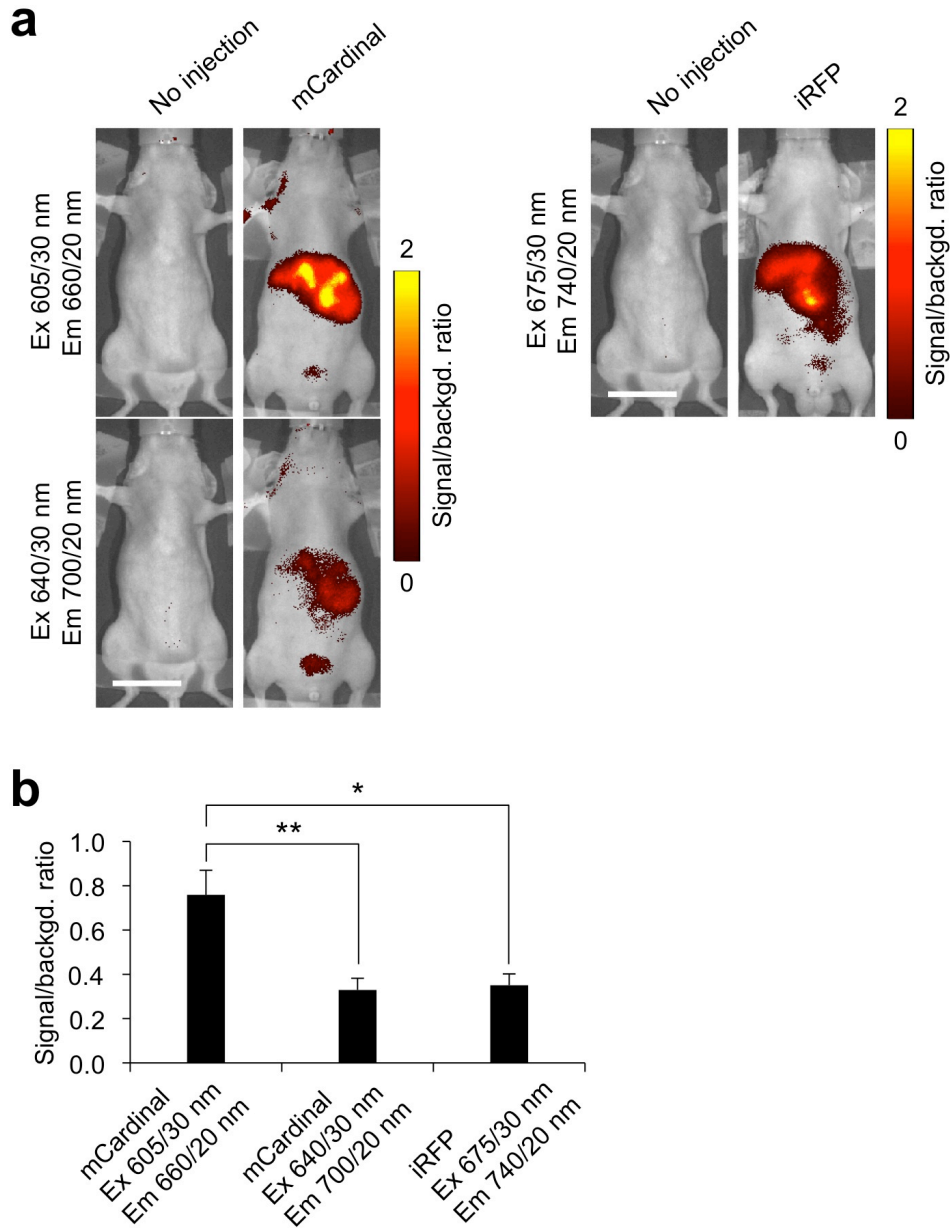 a
No injection
mCardinal
No injection
iRFP
Ex 605/30 nm
Em 660/20 nm
2
Signal/backgd. ratio
0
Ex 675/30 nm
Em 740/20 nm
2
Signal/backgd. ratio
0
Ex 640/30 nm
Em 700/20 nm
b
*
**
Signal/backgd. ratio
1.0
0.8
0.6
0.4
0.2
0.0
mCardinal
Ex 605/30 nm
Em 660/20 nm
mCardinal
Ex 640/30 nm
Em 700/20 nm
iRFP
Ex 675/30 nm
Em 740/20 nm